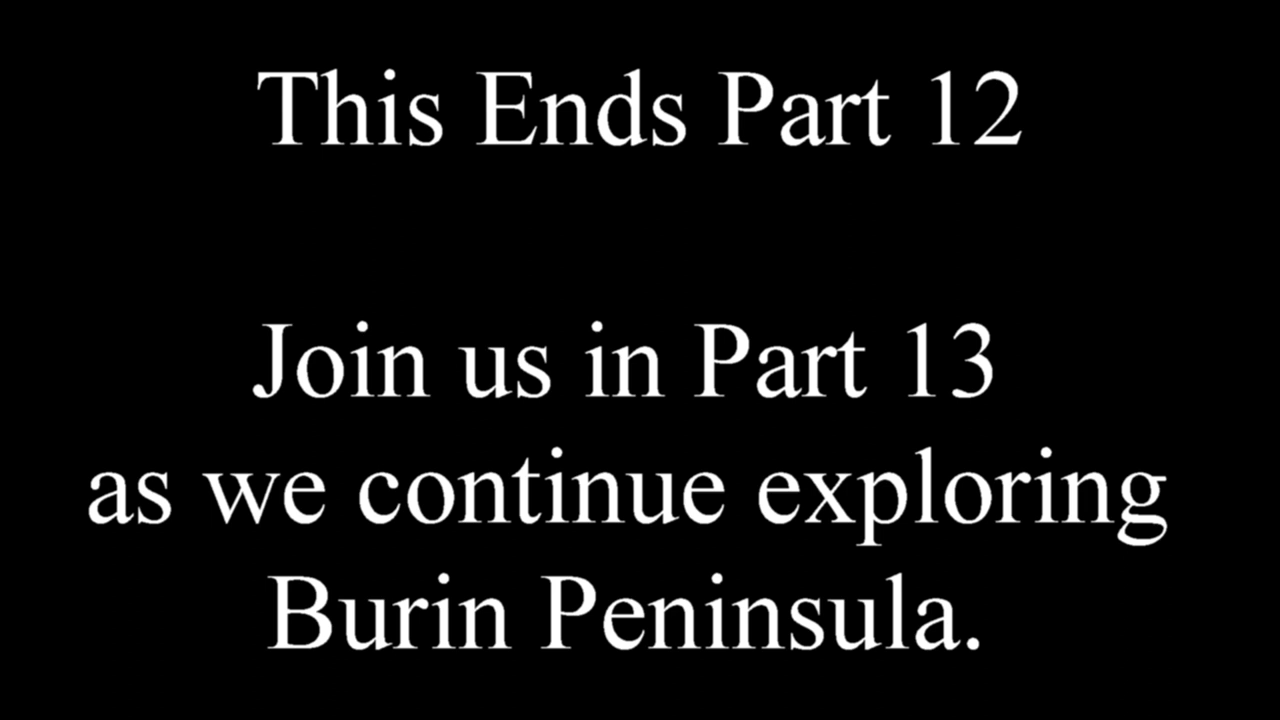 This Ends Part 12
Join us in Part 13
as we continue exploring
Burin Peninsula.